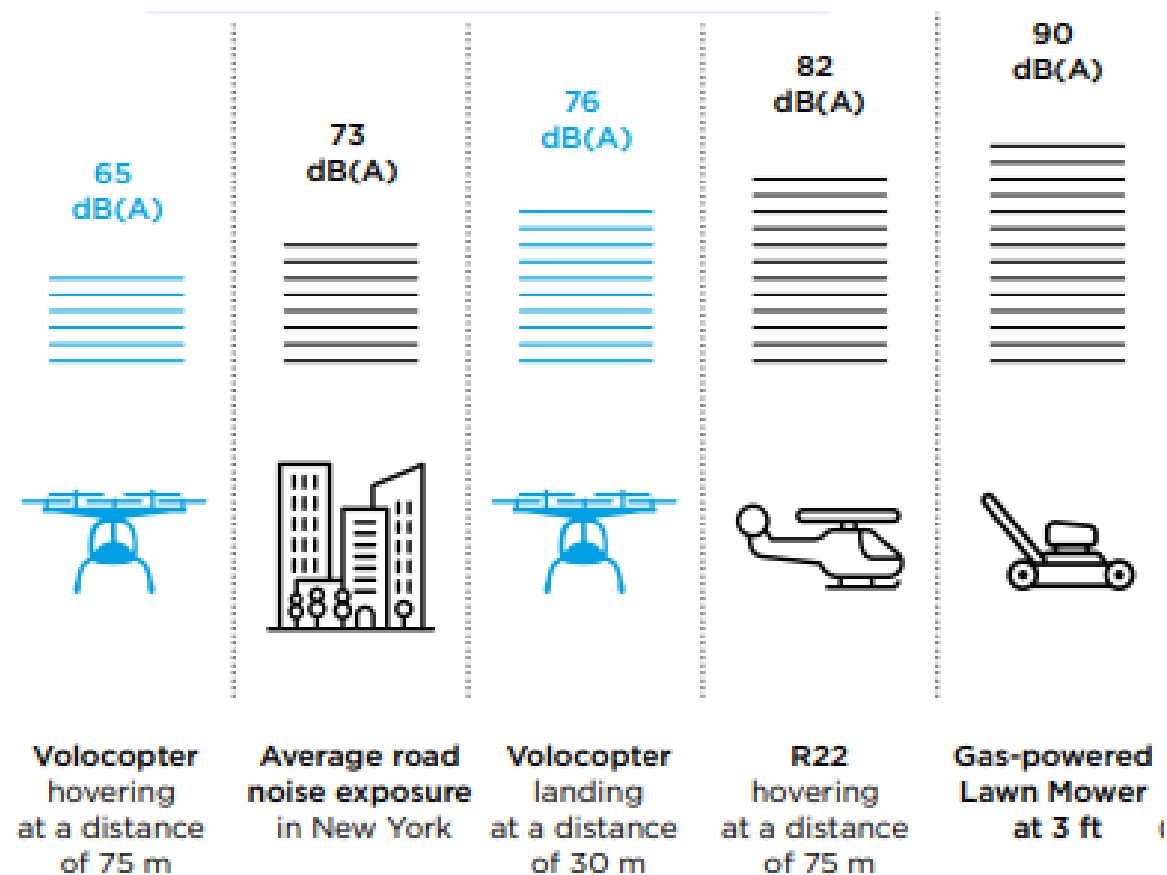 65
dB(A)
73
dB(A)
76
dB(A)
82
dB(A)
90
dB(A)
Volocopter
hovering
at a distance
of 75 m
Average road
noise exposure
in New York
Volocopter
landing
at a distance
of 30 m
R22
hovering
at a distance
of 75 m
Gas-powered
Lawn Mower
at 3 ft